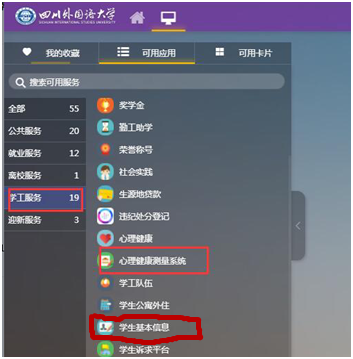 四川外国语大学
SICHUAN INTERNATIONAL STUDIES UNIVERSITY
我的收藏 可用应用 可用卡片
搜索可用服务
全部 55
公共服务 20
就业服务 12
离校服务 1
学工服务 19
迎新服务 3
奖学金
勤工助学
荣誉称号
社会实践
生源地贷款
违纪处分登记
心理健康
心理健康测量系统
学工队伍
学生公寓外住
学生基本信息
学生诉求平台